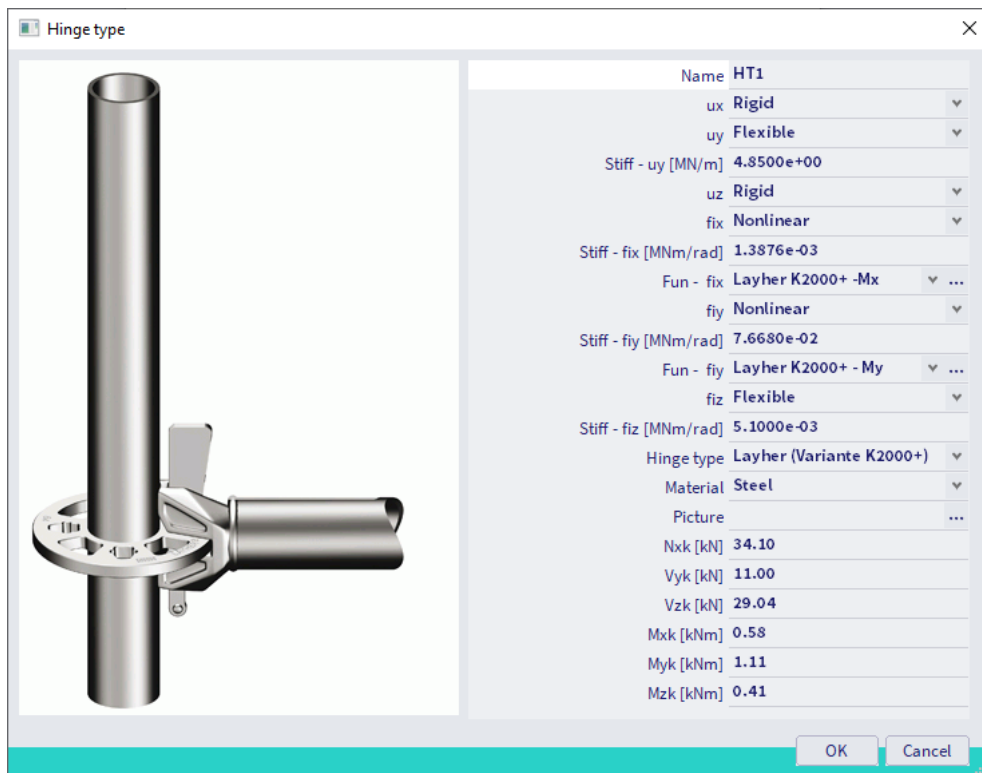 Hinge type
Name HT1
ux Rigid
uy Flexible
Stiff - uy [MN/m] 4.8500e+00
uz Rigid
fix Nonlinear
Stiff - fix [MNm/rad] 1.3876e-03
Fun - fix Layher K2000+ -Mx ...
fiy Nonlinear
Stiff - fiy [MNm/rad] 7.6680e-02
Fun - fiy Layher K2000+ - My ...
fiz Flexible
Stiff - fiz [MNm/rad] 5.1000e-03
Hinge type Layher (Variante K2000+)
Material Steel
Picture ...
Nxk [kN] 34.10
Vyk [kN] 11.00
Vzk [kN] 29.04
Mxk [kNm] 0.58
Myk [kNm] 1.11
Mzk [kNm] 0.41
OK Cancel